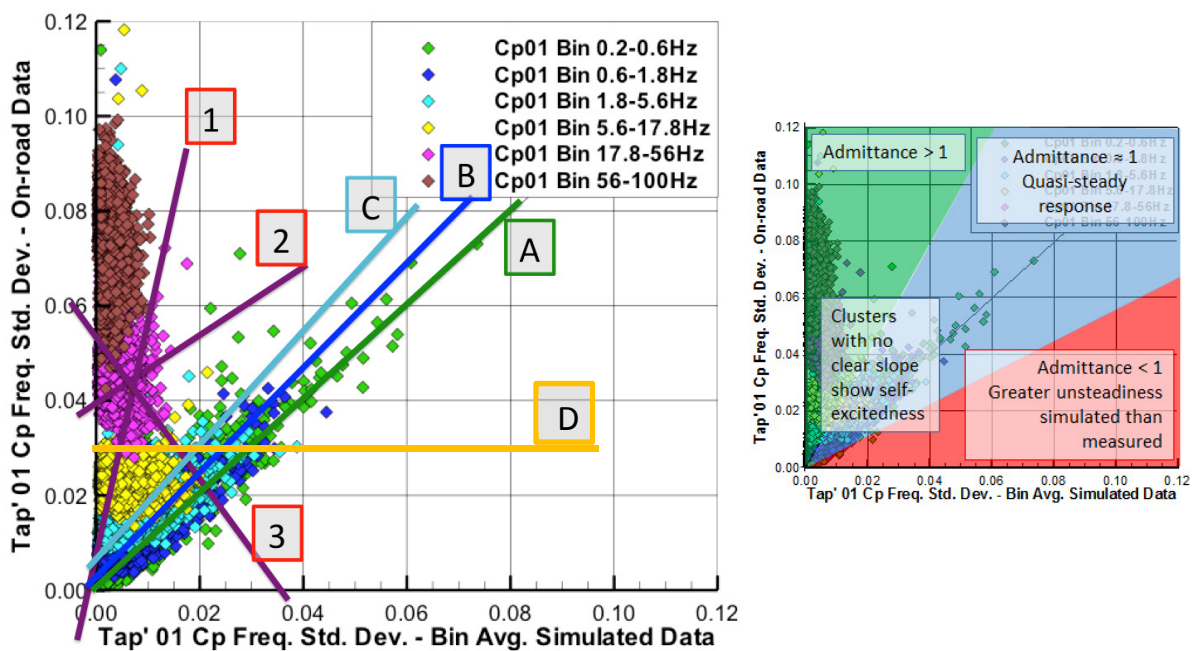 Tap' 01 Cp Freq. Std. Dev. - On-road Data
0.12
0.10
0.08
0.06
0.04
0.02
0.00
Cp01 Bin 0.2-0.6Hz
Cp01 Bin 0.6-1.8Hz
Cp01 Bin 1.8-5.6Hz
Cp01 Bin 5.6-17.8Hz
Cp01 Bin 17.8-56Hz
Cp01 Bin 56-100Hz
1
2
3
A
B
C
D
0.00 0.02 0.04 0.06 0.08 0.10 0.12
Tap' 01 Cp Freq. Std. Dev. - Bin Avg. Simulated Data
Tap' 01 Cp Freq. Std. Dev. - On-road Data
0.12
0.10
0.08
0.06
0.04
0.02
0.00
Admittance > 1
Admittance ≈ 1
Quasi-steady
response
Clusters
with no
clear slope
show self-
excitedness
Admittance < 1
Greater unsteadiness
simulated than
measured
0.00 0.02 0.04 0.06 0.08 0.10 0.12
Tap' 01 Cp Freq. Std. Dev. - Bin Avg. Simulated Data